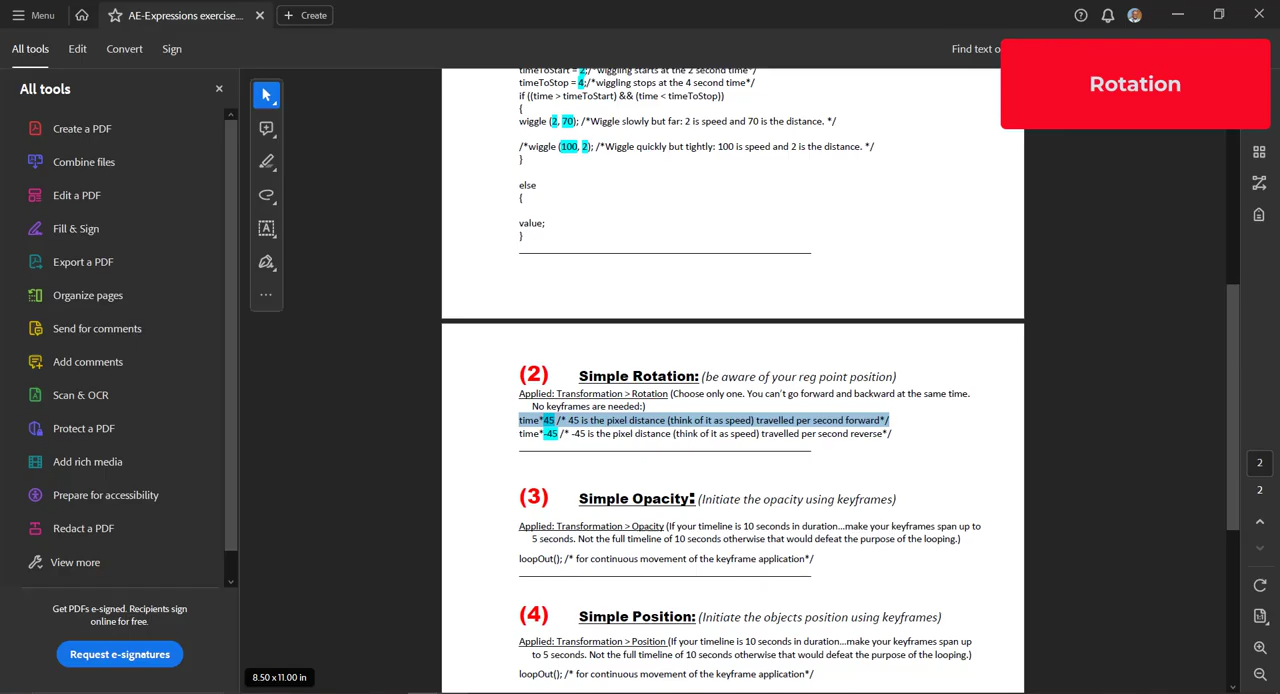 Menu
AE-Expressions exercise...
Create
All tools
Edit
Convert
Sign
Find text o
Rotation
All tools
Create a PDF
Combine files
Edit a PDF
Fill & Sign
Export a PDF
Organize pages
Send for comments
Add comments
Scan & OCR
Protect a PDF
Add rich media
Prepare for accessibility
Redact a PDF
View more
Get PDFs e-signed. Recipients sign
online for free.
Request e-signatures
8.50 x 11.00 in
timeToStart = 2;/*wiggling starts at the 2 second time*/
timeToStop = 4;/*wiggling stops at the 4 second time*/
if ((time > timeToStart) && (time < timeToStop))
{
wiggle (2, 70); /*Wiggle slowly but far: 2 is speed and 70 is the distance. */
/*wiggle (100, 2); /*Wiggle quickly but tightly: 100 is speed and 2 is the distance. */
}
else
{
value;
}
(2) Simple Rotation: (be aware of your reg point position)
Applied: Transformation > Rotation (Choose only one. You can't go forward and backward at the same time.
No keyframes are needed:)
time*45 /* 45 is the pixel distance (think of it as speed) travelled per second forward*/
time*-45 /* -45 is the pixel distance (think of it as speed) travelled per second reverse*/
(3) Simple Opacity: (Initiate the opacity using keyframes)
Applied: Transformation > Opacity (If your timeline is 10 seconds in duration...make your keyframes span up to
5 seconds. Not the full timeline of 10 seconds otherwise that would defeat the purpose of the looping.)
loopOut(); /* for continuous movement of the keyframe application*/
(4) Simple Position: (Initiate the objects position using keyframes)
Applied: Transformation > Position (If your timeline is 10 seconds in duration...make your keyframes span up
to 5 seconds. Not the full timeline of 10 seconds otherwise that would defeat the purpose of the looping.)
loopOut(); /* for continuous movement of the keyframe application*/
2
2